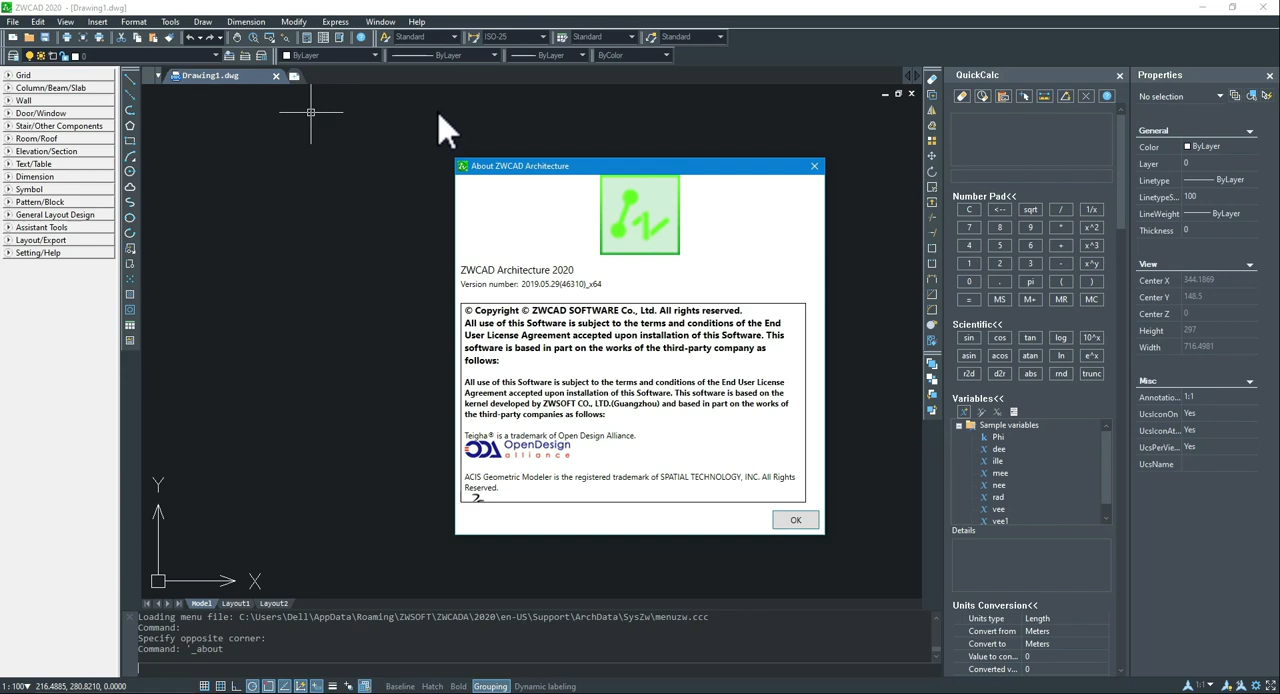 ZWCAD 2020 - [Drawing1.dwg]
File Edit View Insert Format Tools Draw Dimension Modify Express Window Help
Standard ISO-25 Standard Standard
0 ByLayer ByLayer ByLayer ByColor
Drawing1.dwg
Grid
Column/Beam/Slab
Wall
Door/Window
Stair/Other Components
Room/Roof
Elevation/Section
Text/Table
Dimension
Symbol
Pattern/Block
General Layout Design
Assistant Tools
Layout/Export
Setting/Help
About ZWCAD Architecture
ZWCAD Architecture 2020
Version number: 2019.05.29(46310)_x64
© Copyright © ZWCAD SOFTWARE Co., Ltd. All rights reserved.
All use of this Software is subject to the terms and conditions of the End
User License Agreement accepted upon installation of this Software. This
software is based in part on the works of the third-party company as
follows:
All use of this Software is subject to the terms and conditions of the End User License
Agreement accepted upon installation of this Software. This software is based on the
kernel developed by ZWSOFT CO., LTD.(Guangzhou) and based in part on the works of
the third-party companies as follows:
Teigha® is a trademark of Open Design Alliance.
ODA OpenDesign
alliance
ACIS Geometric Modeler is the registered trademark of SPATIAL TECHNOLOGY, INC. All Rights
Reserved.
OK
Y
X
Model Layout1 Layout2
Loading menu file: C:\Users\Dell\AppData\Roaming\ZWSOFT\ZWCADA\2020\en-US\Support\ArchData\SysZw\menuzw.ccc
Command:
Specify opposite corner:
Command: '_about
1 : 100 216.4885, 280.8210, 0.0000 Baseline Hatch Bold Grouping Dynamic labeling 1:1
QuickCalc
Number Pad<<
C <-- sqrt / 1/x
7 8 9 * x^2
4 5 6 + x^3
1 2 3 - x^y
0 . pi ( )
= MS M+ MR MC
Scientific<<
sin cos tan log 10^x
asin acos atan ln e^x
r2d d2r abs rnd trunc
Variables<<
Sample variables
Phi
dee
ille
mee
nee
rad
vee
vee1
Details
Units Conversion<<
Units type Length
Convert from Meters
Convert to Meters
Value to con... 0
Converted v... 0
Properties
No selection
General
Color ByLayer
Layer 0
Linetype ByLayer
LinetypeS... 100
LineWeight ByLayer
Thickness 0
View
Center X 344.1869
Center Y 148.5
Center Z 0
Height 297
Width 716.4981
Misc
Annotatio... 1:1
UcsIconOn Yes
UcsIconAt... Yes
UcsPerVie... Yes
UcsName